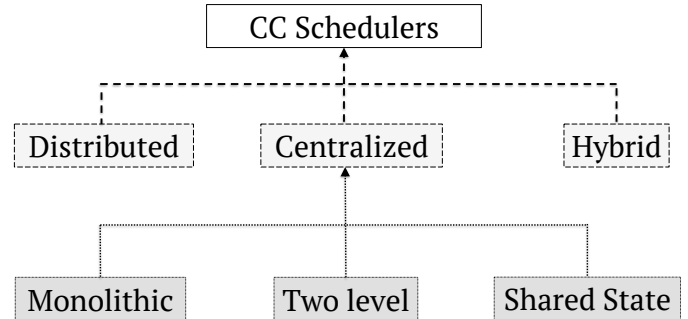 CC Schedulers
Distributed
Centralized
Hybrid
Monolithic
Two level
Shared State